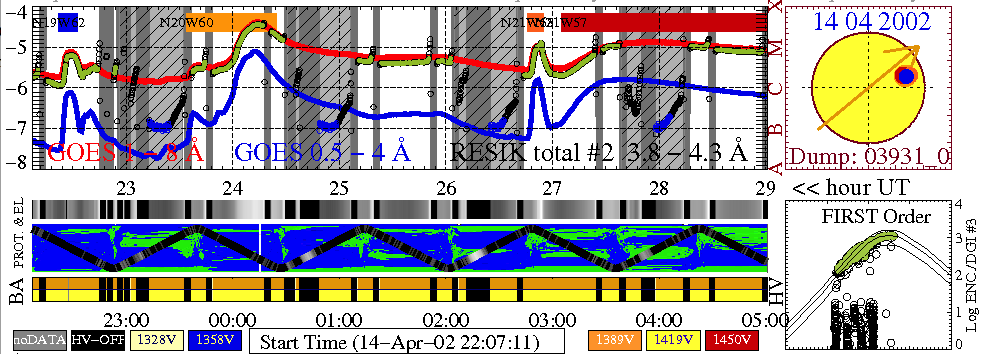 N19W02
N20W60
N21W
W57
X
14 04 2002
-4
-5
M
-6
C
-7
B
-8
A
GOES 1 - 8 Å
GOES 0.5 - 4 Å
RESIK total #2 3.8 - 4.3 Å
Dump: 03931_0
23 24 25 26 27 28 29
<< hour UT
PROT & EL
FIRST Order
4
3
2
1
0
Log ENC/DGI #3
BA
HV
23:00 00:00 01:00 02:00 03:00 04:00 05:00
noDATA HV-OFF 1328V 1358V Start Time (14-Apr-02 22:07:11) 1389V 1419V 1450V